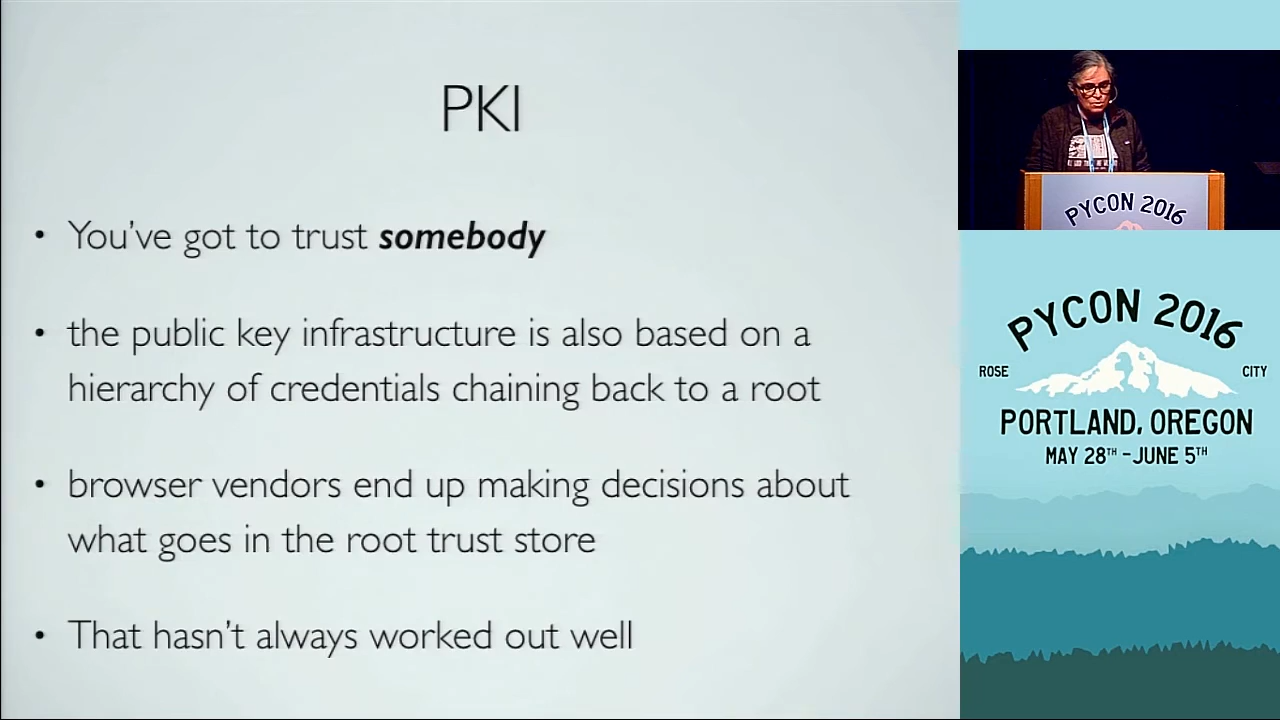 PKI
• You've got to trust somebody
• the public key infrastructure is also based on a
hierarchy of credentials chaining back to a root
• browser vendors end up making decisions about
what goes in the root trust store
• That hasn't always worked out well
PYCON 2016
PYCON 2016
ROSE
CITY
PORTLAND, OREGON
MAY 28TH - JUNE 5TH